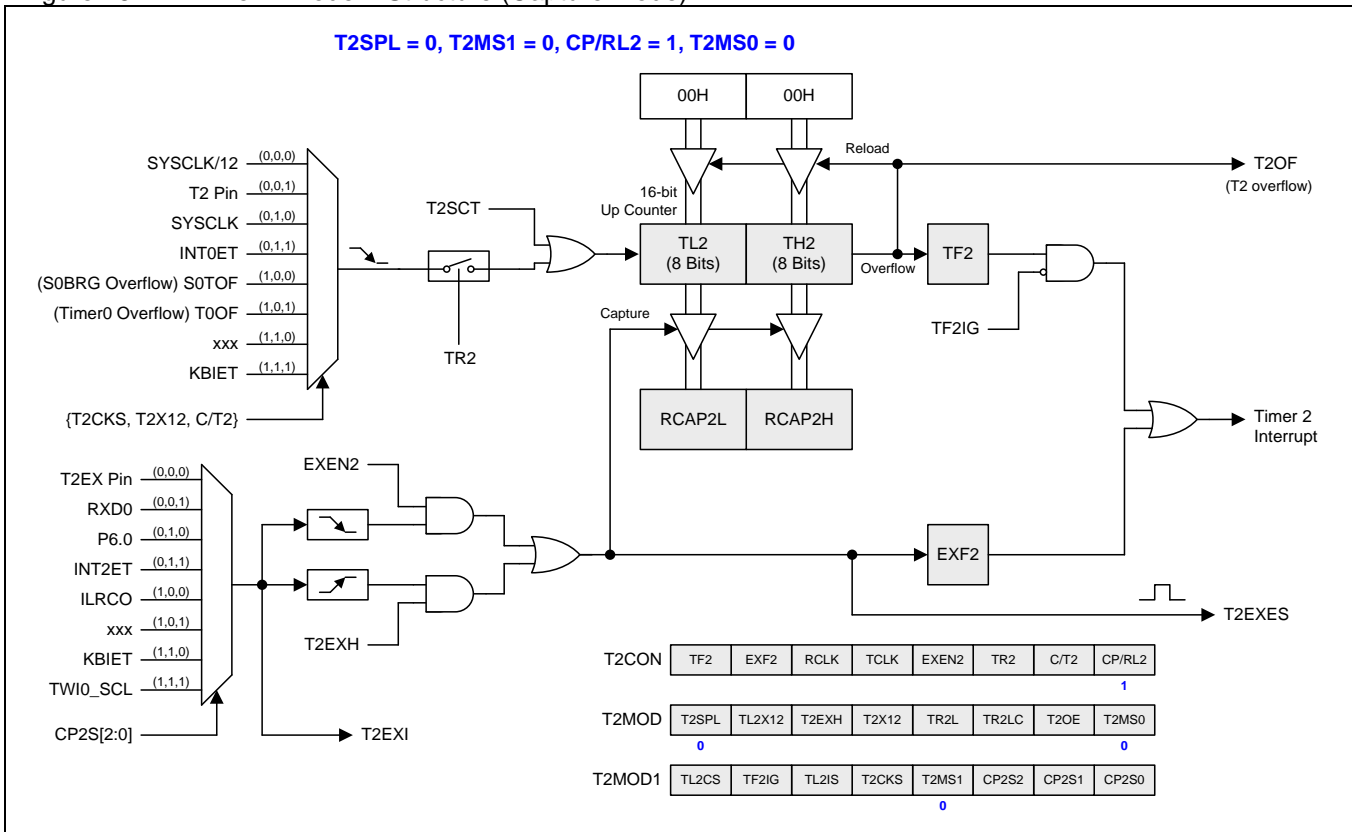 T2SPL = 0, T2MS1 = 0, CP/RL2 = 1, T2MS0 = 0
00H 00H
SYSCLK/12 (0,0,0)
T2 Pin (0,0,1)
SYSCLK (0,1,0)
INT0ET (0,1,1)
(S0BRG Overflow) S0TOF (1,0,0)
(Timer0 Overflow) T0OF (1,0,1)
xxx (1,1,0)
KBIET (1,1,1)
{T2CKS, T2X12, C/T2}
TR2
T2SCT
16-bit
Up Counter
Reload
T2OF
(T2 overflow)
TL2
(8 Bits)
TH2
(8 Bits)
Overflow
TF2
TF2IG
Capture
RCAP2L RCAP2H
Timer 2
Interrupt
T2EX Pin (0,0,0)
RXD0 (0,0,1)
P6.0 (0,1,0)
INT2ET (0,1,1)
ILRCO (1,0,0)
xxx (1,0,1)
KBIET (1,1,0)
TWI0_SCL (1,1,1)
CP2S[2:0]
T2EXI
EXEN2
T2EXH
EXF2
T2EXES
T2CON TF2 EXF2 RCLK TCLK EXEN2 TR2 C/T2 CP/RL2
1
T2MOD T2SPL TL2X12 T2EXH T2X12 TR2L TR2LC T2OE T2MS0
0 0
T2MOD1 TL2CS TF2IG TL2IS T2CKS T2MS1 CP2S2 CP2S1 CP2S0
0